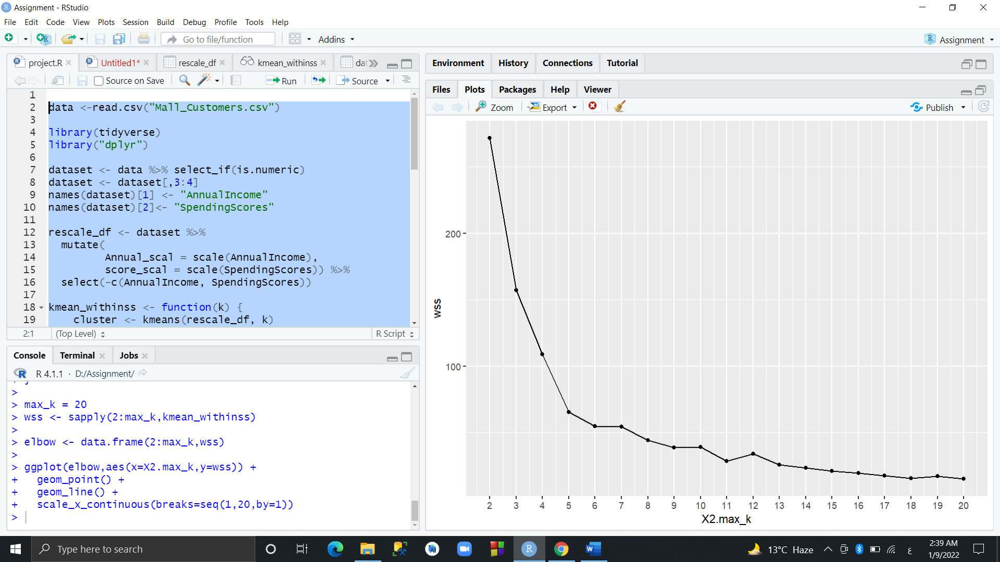 Assignment - RStudio
File Edit Code View Plots Session Build Debug Profile Tools Help
Go to file/function Addins Assignment
project.R Untitled1* rescale_df kmean_withinss dat
Source on Save Run Source
1
2 data <-read.csv("Mall_Customers.csv")
3
4 library(tidyverse)
5 library("dplyr")
6
7 dataset <- data %>% select_if(is.numeric)
8 dataset <- dataset[,3:4]
9 names(dataset)[1] <- "AnnualIncome"
10 names(dataset)[2]<- "SpendingScores"
11
12 rescale_df <- dataset %>%
13 mutate(
14 Annual_scal = scale(AnnualIncome),
15 score_scal = scale(SpendingScores)) %>%
16 select(-c(AnnualIncome, SpendingScores))
17
18 kmean_withinss <- function(k) {
19 cluster <- kmeans(rescale_df, k)
2:1 (Top Level) R Script
Console Terminal Jobs
R 4.1.1 · D:/Assignment/
+ }
>
> max_k = 20
> wss <- sapply(2:max_k,kmean_withinss)
>
> elbow <- data.frame(2:max_k,wss)
>
> ggplot(elbow,aes(x=X2.max_k,y=wss)) +
+ geom_point() +
+ geom_line() +
+ scale_x_continuous(breaks=seq(1,20,by=1))
>
Environment History Connections Tutorial
Files Plots Packages Help Viewer
Zoom Export Publish
200
100
wss
2 3 4 5 6 7 8 9 10 11 12 13 14 15 16 17 18 19 20
X2.max_k
Type here to search
13°C Haze
ع
2:39 AM
1/9/2022